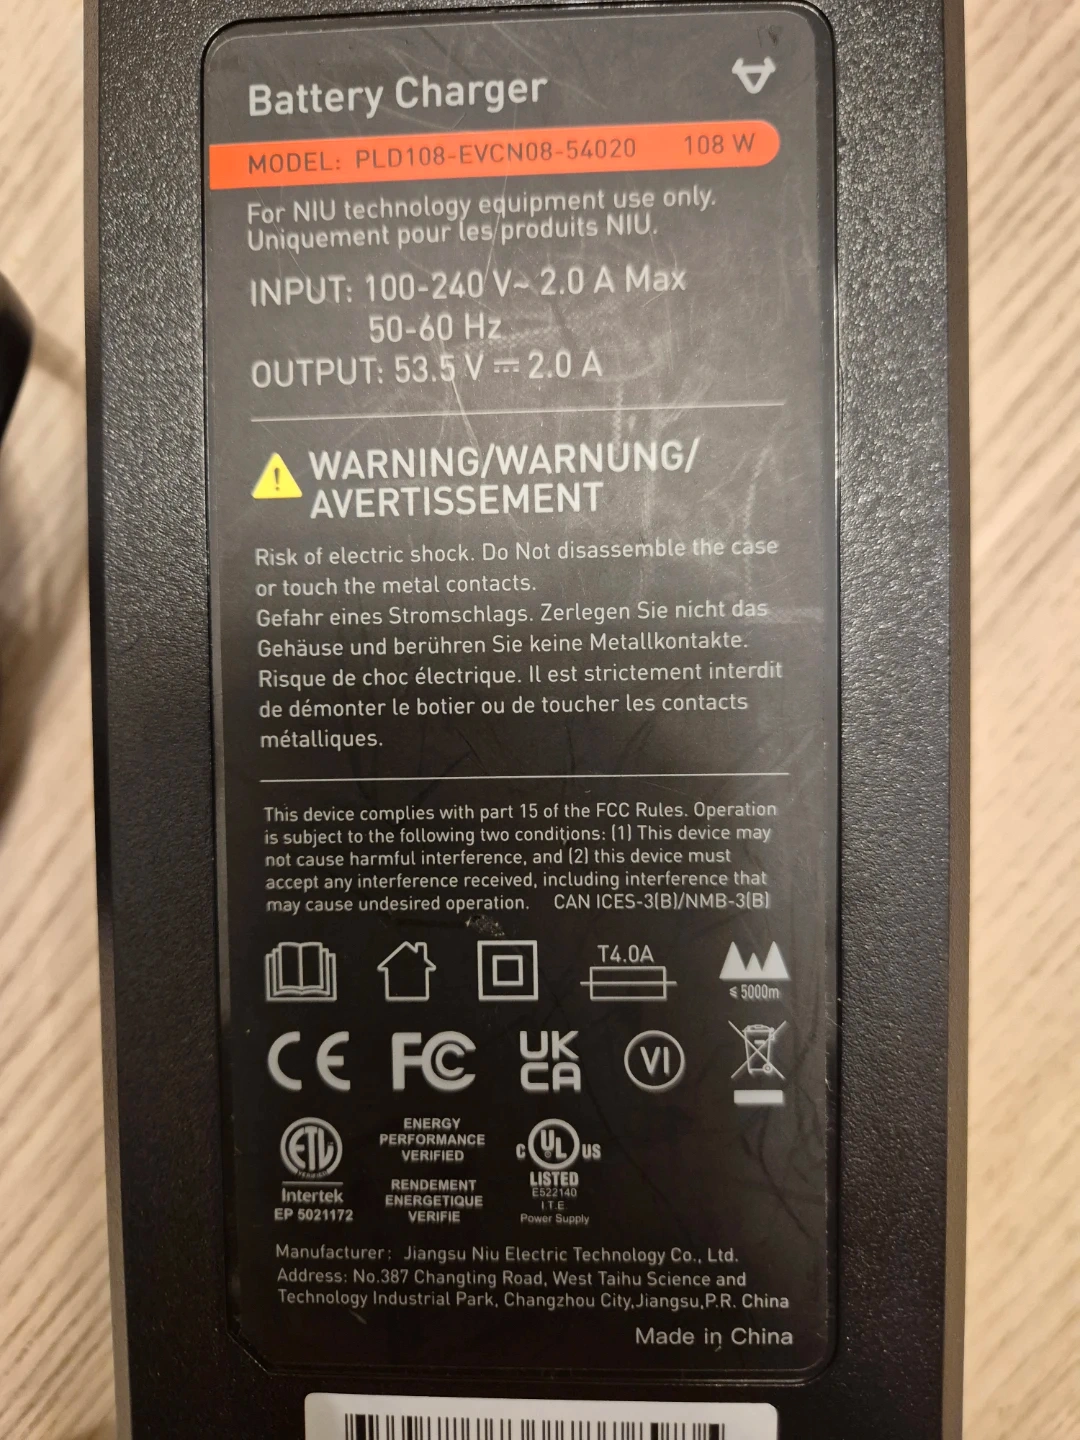 Battery Charger
MODEL: PLD108-EVCN08-54020 108 W
For NIU technology equipment use only.
Uniquement pour les produits NIU.
INPUT: 100-240 V~ 2.0 A Max
50-60 Hz
OUTPUT: 53.5 V ⎓ 2.0 A
WARNING/WARNUNG/
AVERTISSEMENT
Risk of electric shock. Do Not disassemble the case
or touch the metal contacts.
Gefahr eines Stromschlags. Zerlegen Sie nicht das
Gehäuse und berühren Sie keine Metallkontakte.
Risque de choc électrique. Il est strictement interdit
de démonter le botier ou de toucher les contacts
métalliques.
This device complies with part 15 of the FCC Rules. Operation
is subject to the following two conditions: (1) This device may
not cause harmful interference, and (2) this device must
accept any interference received, including interference that
may cause undesired operation. CAN ICES-3(B)/NMB-3(B)
T4.0A
≤ 5000m
CE FC UK CA VI
ETL
VERIFIED
Intertek
EP 5021172
ENERGY
PERFORMANCE
VERIFIED
RENDEMENT
ENERGETIQUE
VERIFIE
C UL US
LISTED
E522140
I.T.E
Power Supply
Manufacturer: Jiangsu Niu Electric Technology Co., Ltd.
Address: No.387 Changting Road, West Taihu Science and
Technology Industrial Park, Changzhou City,Jiangsu,P.R. China
Made in China